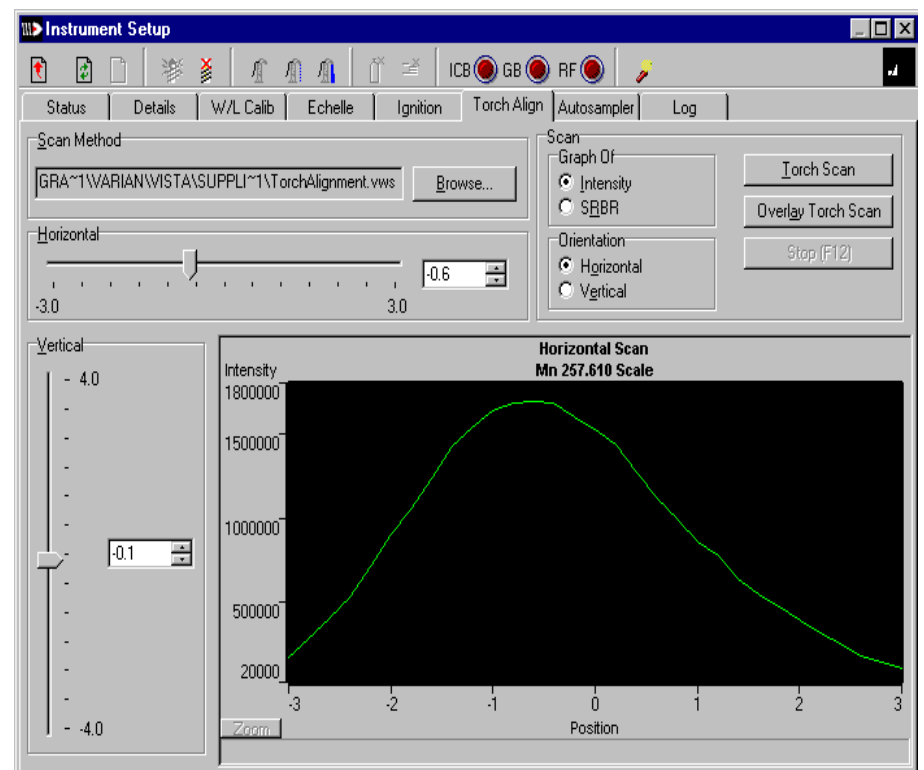 Instrument Setup
ICB GB RF
Status Details W/L Calib Echelle Ignition Torch Align Autosampler Log
Scan Method
GRA~1\VARIAN\VISTA\SUPPLI~1\TorchAlignment.vws Browse...
Horizontal
-0.6
-3.0 3.0
Scan
Graph Of
Intensity
SRBR
Orientation
Horizontal
Vertical
Torch Scan
Overlay Torch Scan
Stop (F12)
Vertical
- 4.0
-0.1
- -4.0
Horizontal Scan
Mn 257.610 Scale
Intensity
1800000
1500000
1000000
500000
20000
-3 -2 -1 0 1 2 3
Position
Zoom